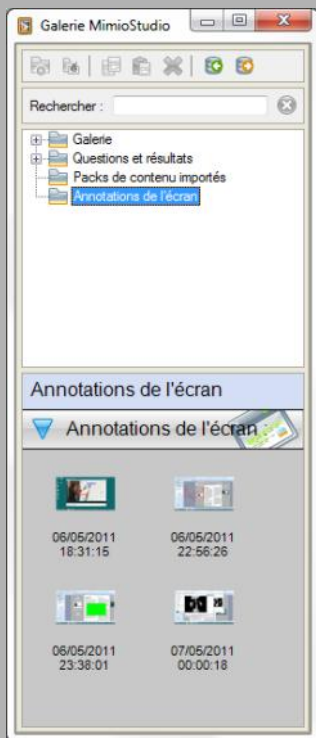 Galerie MimioStudio
Rechercher :
Galerie
Questions et résultats
Packs de contenu importés
Annotations de l'écran
Annotations de l'écran
Annotations de l'écran :
06/05/2011
18:31:15
06/05/2011
22:56:26
06/05/2011
23:38:01
07/05/2011
00:00:18